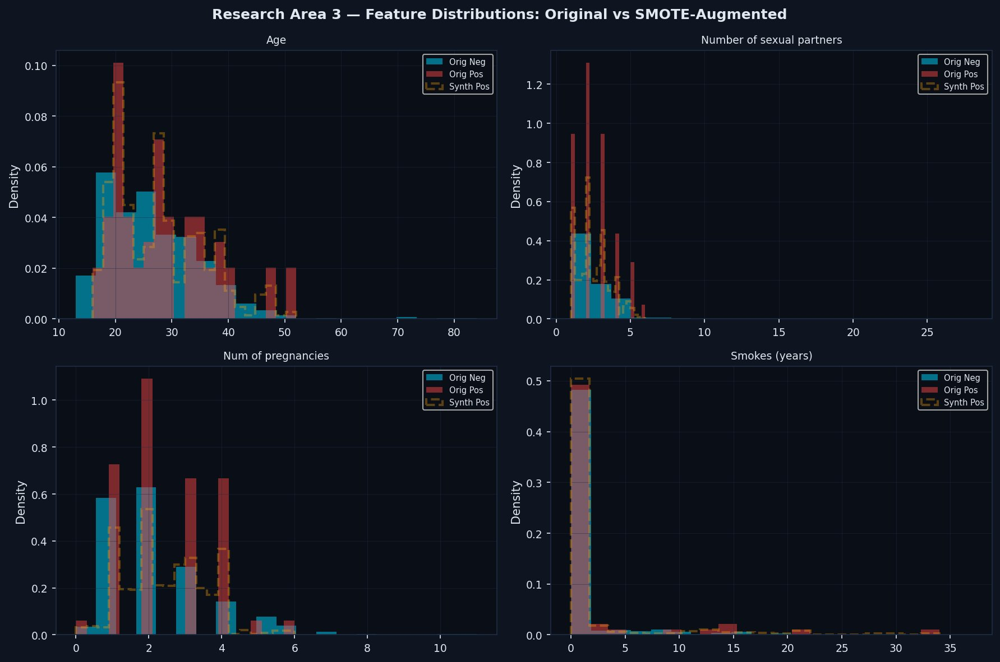 Research Area 3 — Feature Distributions: Original vs SMOTE-Augmented
Age
Density
0.10
0.08
0.06
0.04
0.02
0.00
10 20 30 40 50 60 70 80
Orig Neg
Orig Pos
Synth Pos
Number of sexual partners
Density
1.2
1.0
0.8
0.6
0.4
0.2
0.0
0 5 10 15 20 25
Orig Neg
Orig Pos
Synth Pos
Num of pregnancies
Density
1.0
0.8
0.6
0.4
0.2
0.0
0 2 4 6 8 10
Orig Neg
Orig Pos
Synth Pos
Smokes (years)
Density
0.5
0.4
0.3
0.2
0.1
0.0
0 5 10 15 20 25 30 35
Orig Neg
Orig Pos
Synth Pos